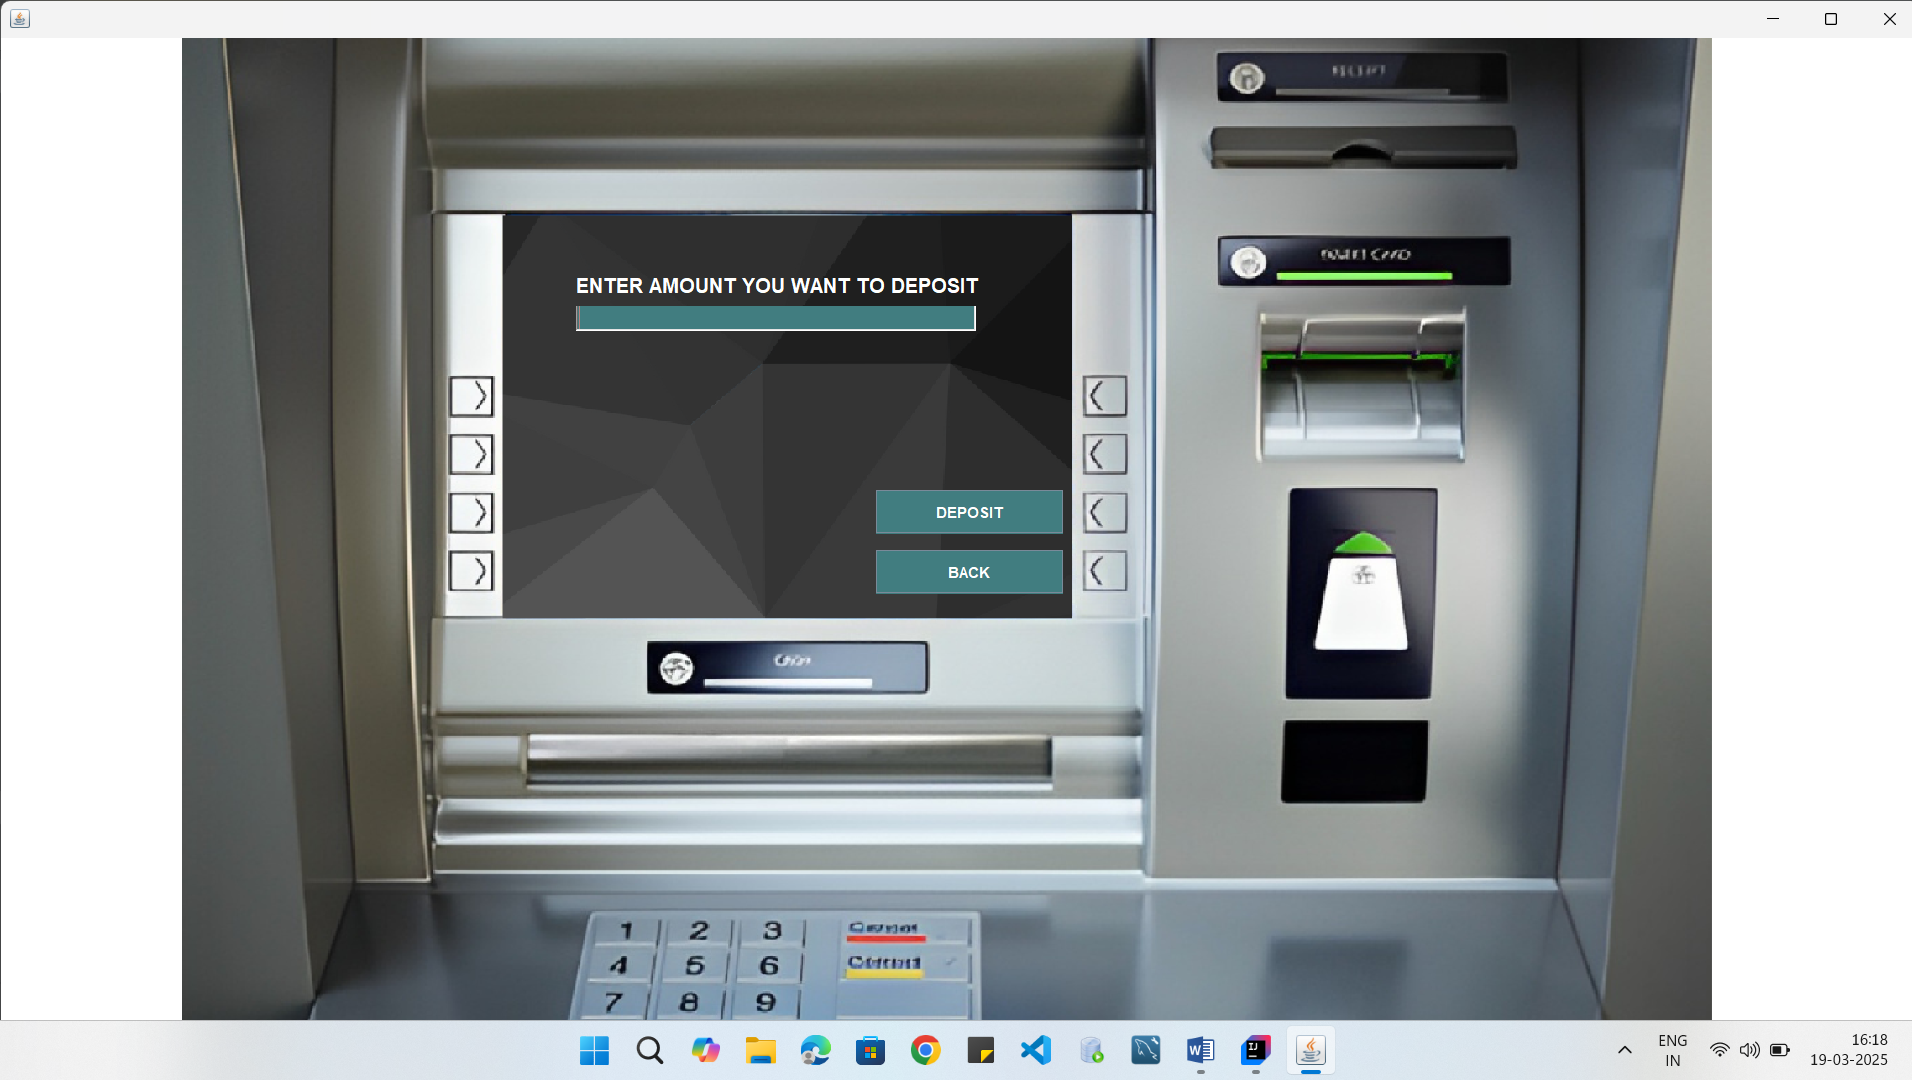 RECEIPT
ENTER AMOUNT YOU WANT TO DEPOSIT
DEPOSIT
BACK
1 2 3
4 5 6
7 8 9
ENG
IN
16:18
19-03-2025